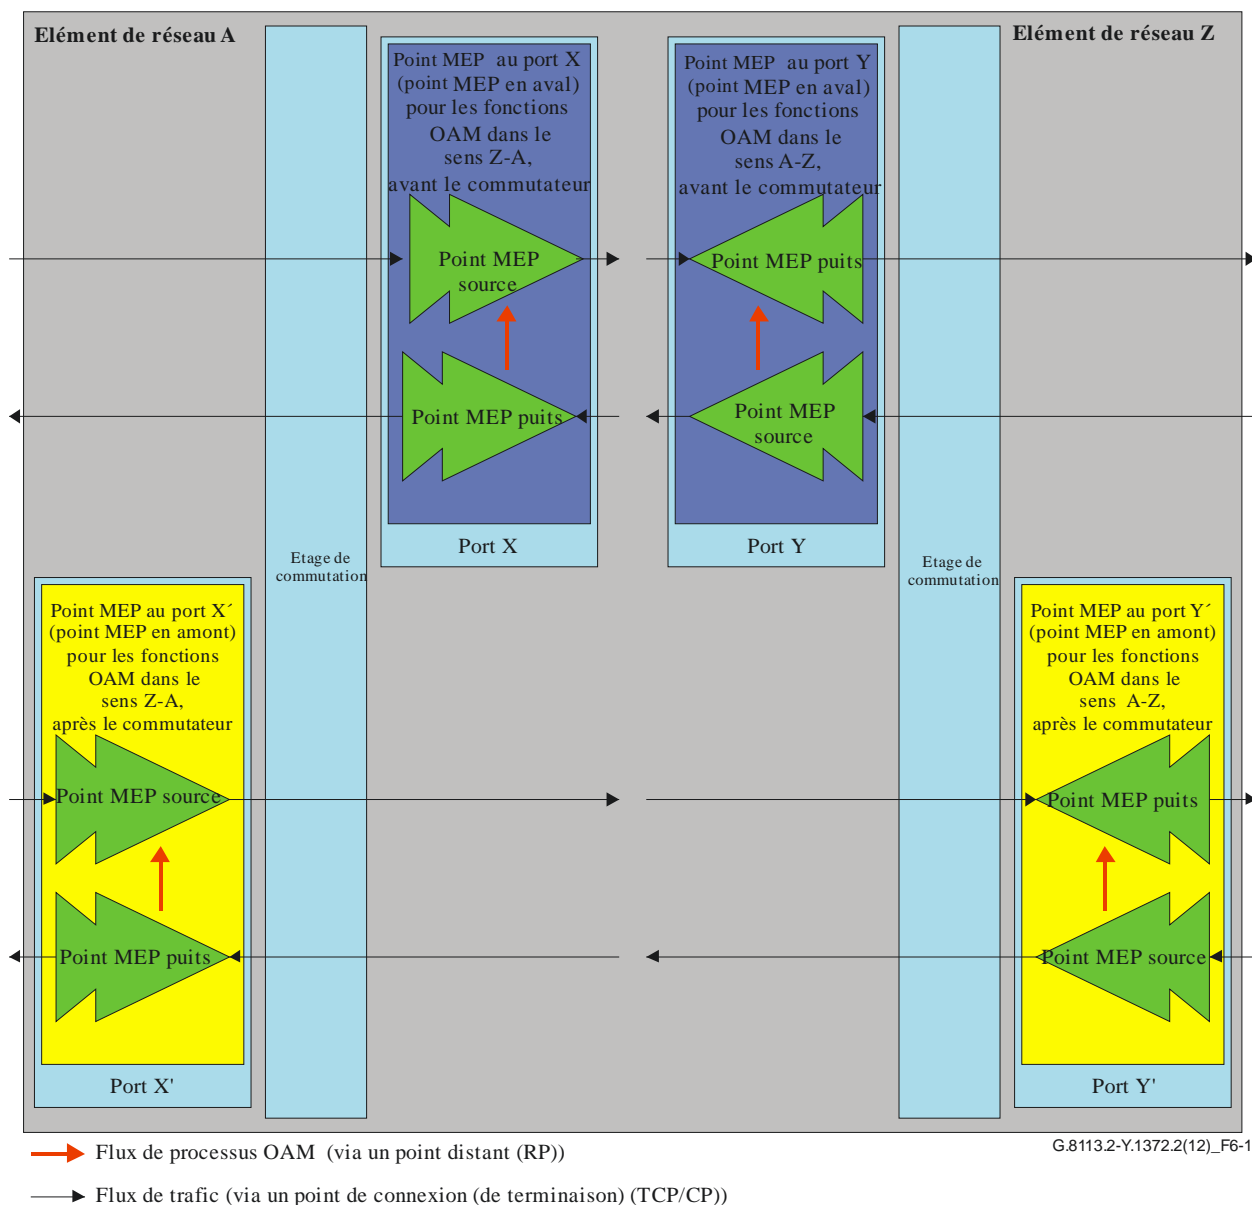 Elément de réseau A
Elément de réseau Z
Point MEP au port X
(point MEP en aval)
pour les fonctions
OAM dans le
sens Z-A,
avant le commutateur
Point MEP au port Y
(point MEP en aval)
pour les fonctions
OAM dans le
sens A-Z,
avant le commutateur
Point MEP
source
Point MEP puits
Point MEP puits
Point MEP
source
Port X
Port Y
Etage de
commutation
Etage de
commutation
Point MEP au port X´
(point MEP en amont)
pour les fonctions
OAM dans le
sens Z-A,
après le commutateur
Point MEP au port Y´
(point MEP en amont)
pour les fonctions
OAM dans le
sens A-Z,
après le commutateur
Point MEP source
Point MEP puits
Point MEP puits
Point MEP source
Port X'
Port Y'
G.8113.2-Y.1372.2(12)_F6-1
Flux de processus OAM (via un point distant (RP))
Flux de trafic (via un point de connexion (de terminaison) (TCP/CP))